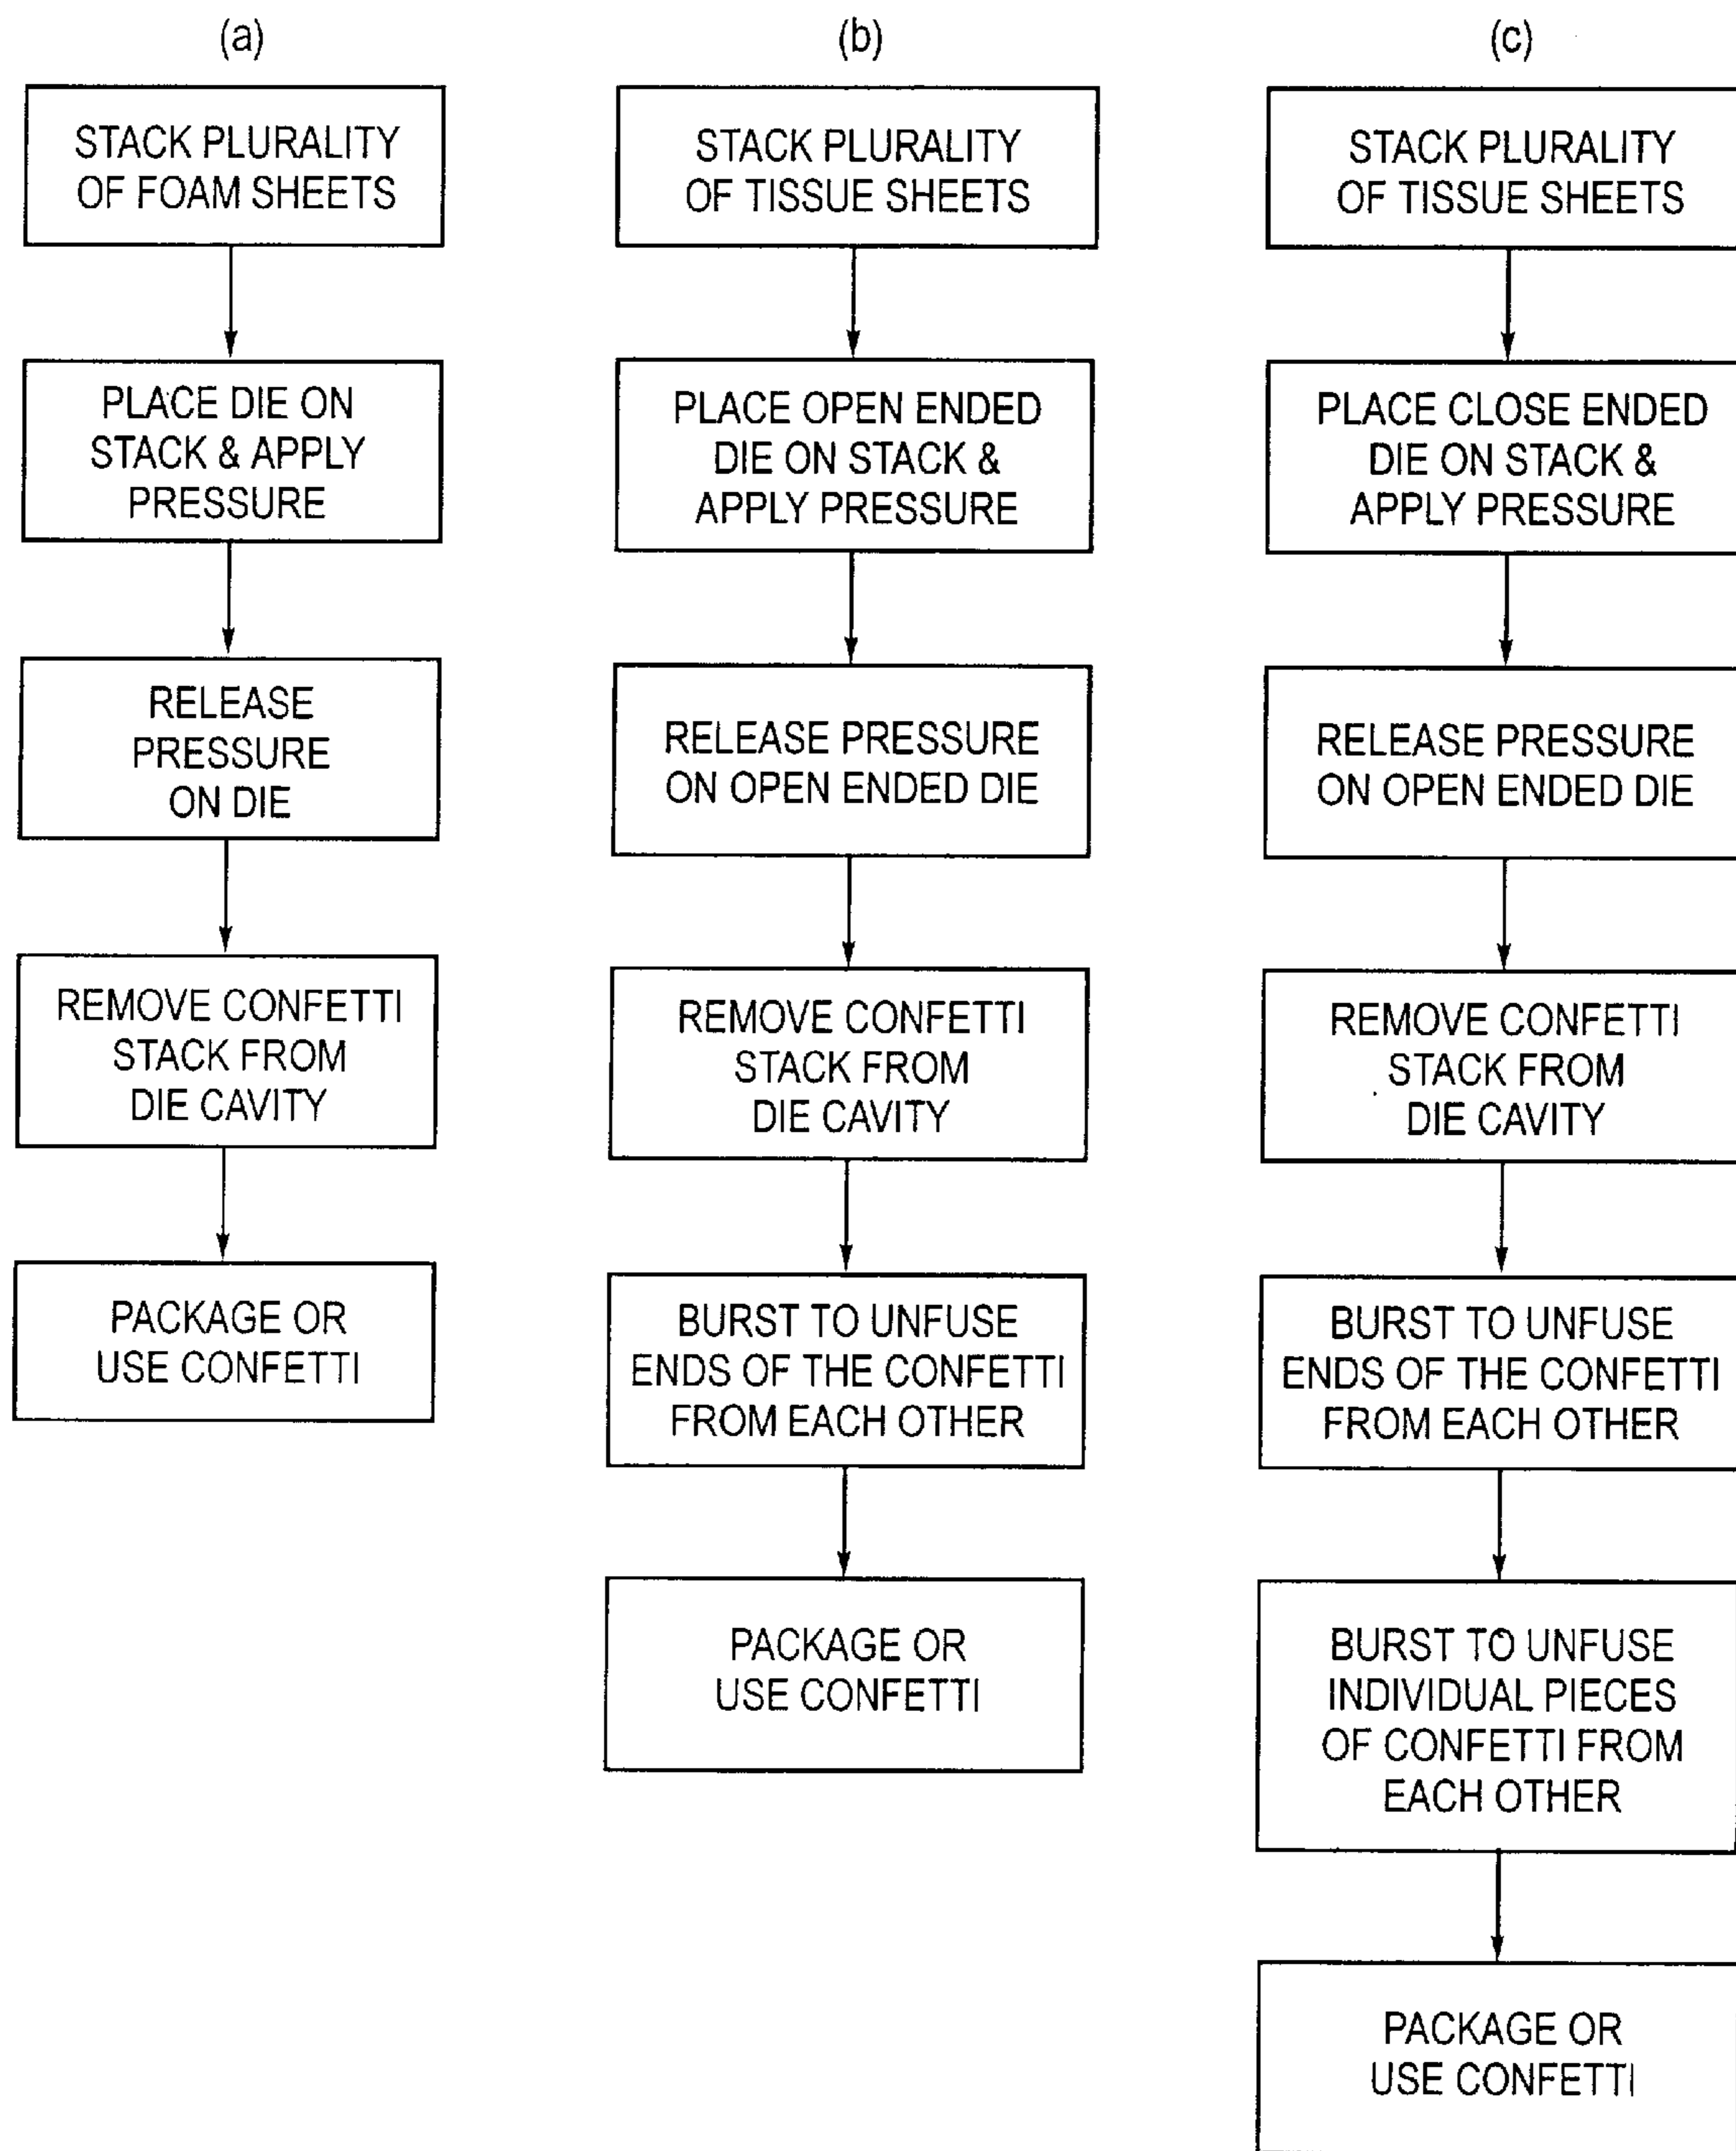 (a)
STACK PLURALITY
OF FOAM SHEETS
PLACE DIE ON
STACK & APPLY
PRESSURE
RELEASE
PRESSURE
ON DIE
REMOVE CONFETTI
STACK FROM
DIE CAVITY
PACKAGE OR
USE CONFETTI
(b)
STACK PLURALITY
OF TISSUE SHEETS
PLACE OPEN ENDED
DIE ON STACK &
APPLY PRESSURE
RELEASE PRESSURE
ON OPEN ENDED DIE
REMOVE CONFETTI
STACK FROM
DIE CAVITY
BURST TO UNFUSE
ENDS OF THE CONFETTI
FROM EACH OTHER
PACKAGE OR
USE CONFETTI
(c)
STACK PLURALITY
OF TISSUE SHEETS
PLACE CLOSE ENDED
DIE ON STACK &
APPLY PRESSURE
RELEASE PRESSURE
ON OPEN ENDED DIE
REMOVE CONFETTI
STACK FROM
DIE CAVITY
BURST TO UNFUSE
ENDS OF THE CONFETTI
FROM EACH OTHER
BURST TO UNFUSE
INDIVIDUAL PIECES
OF CONFETTI FROM
EACH OTHER
PACKAGE OR
USE CONFETTI